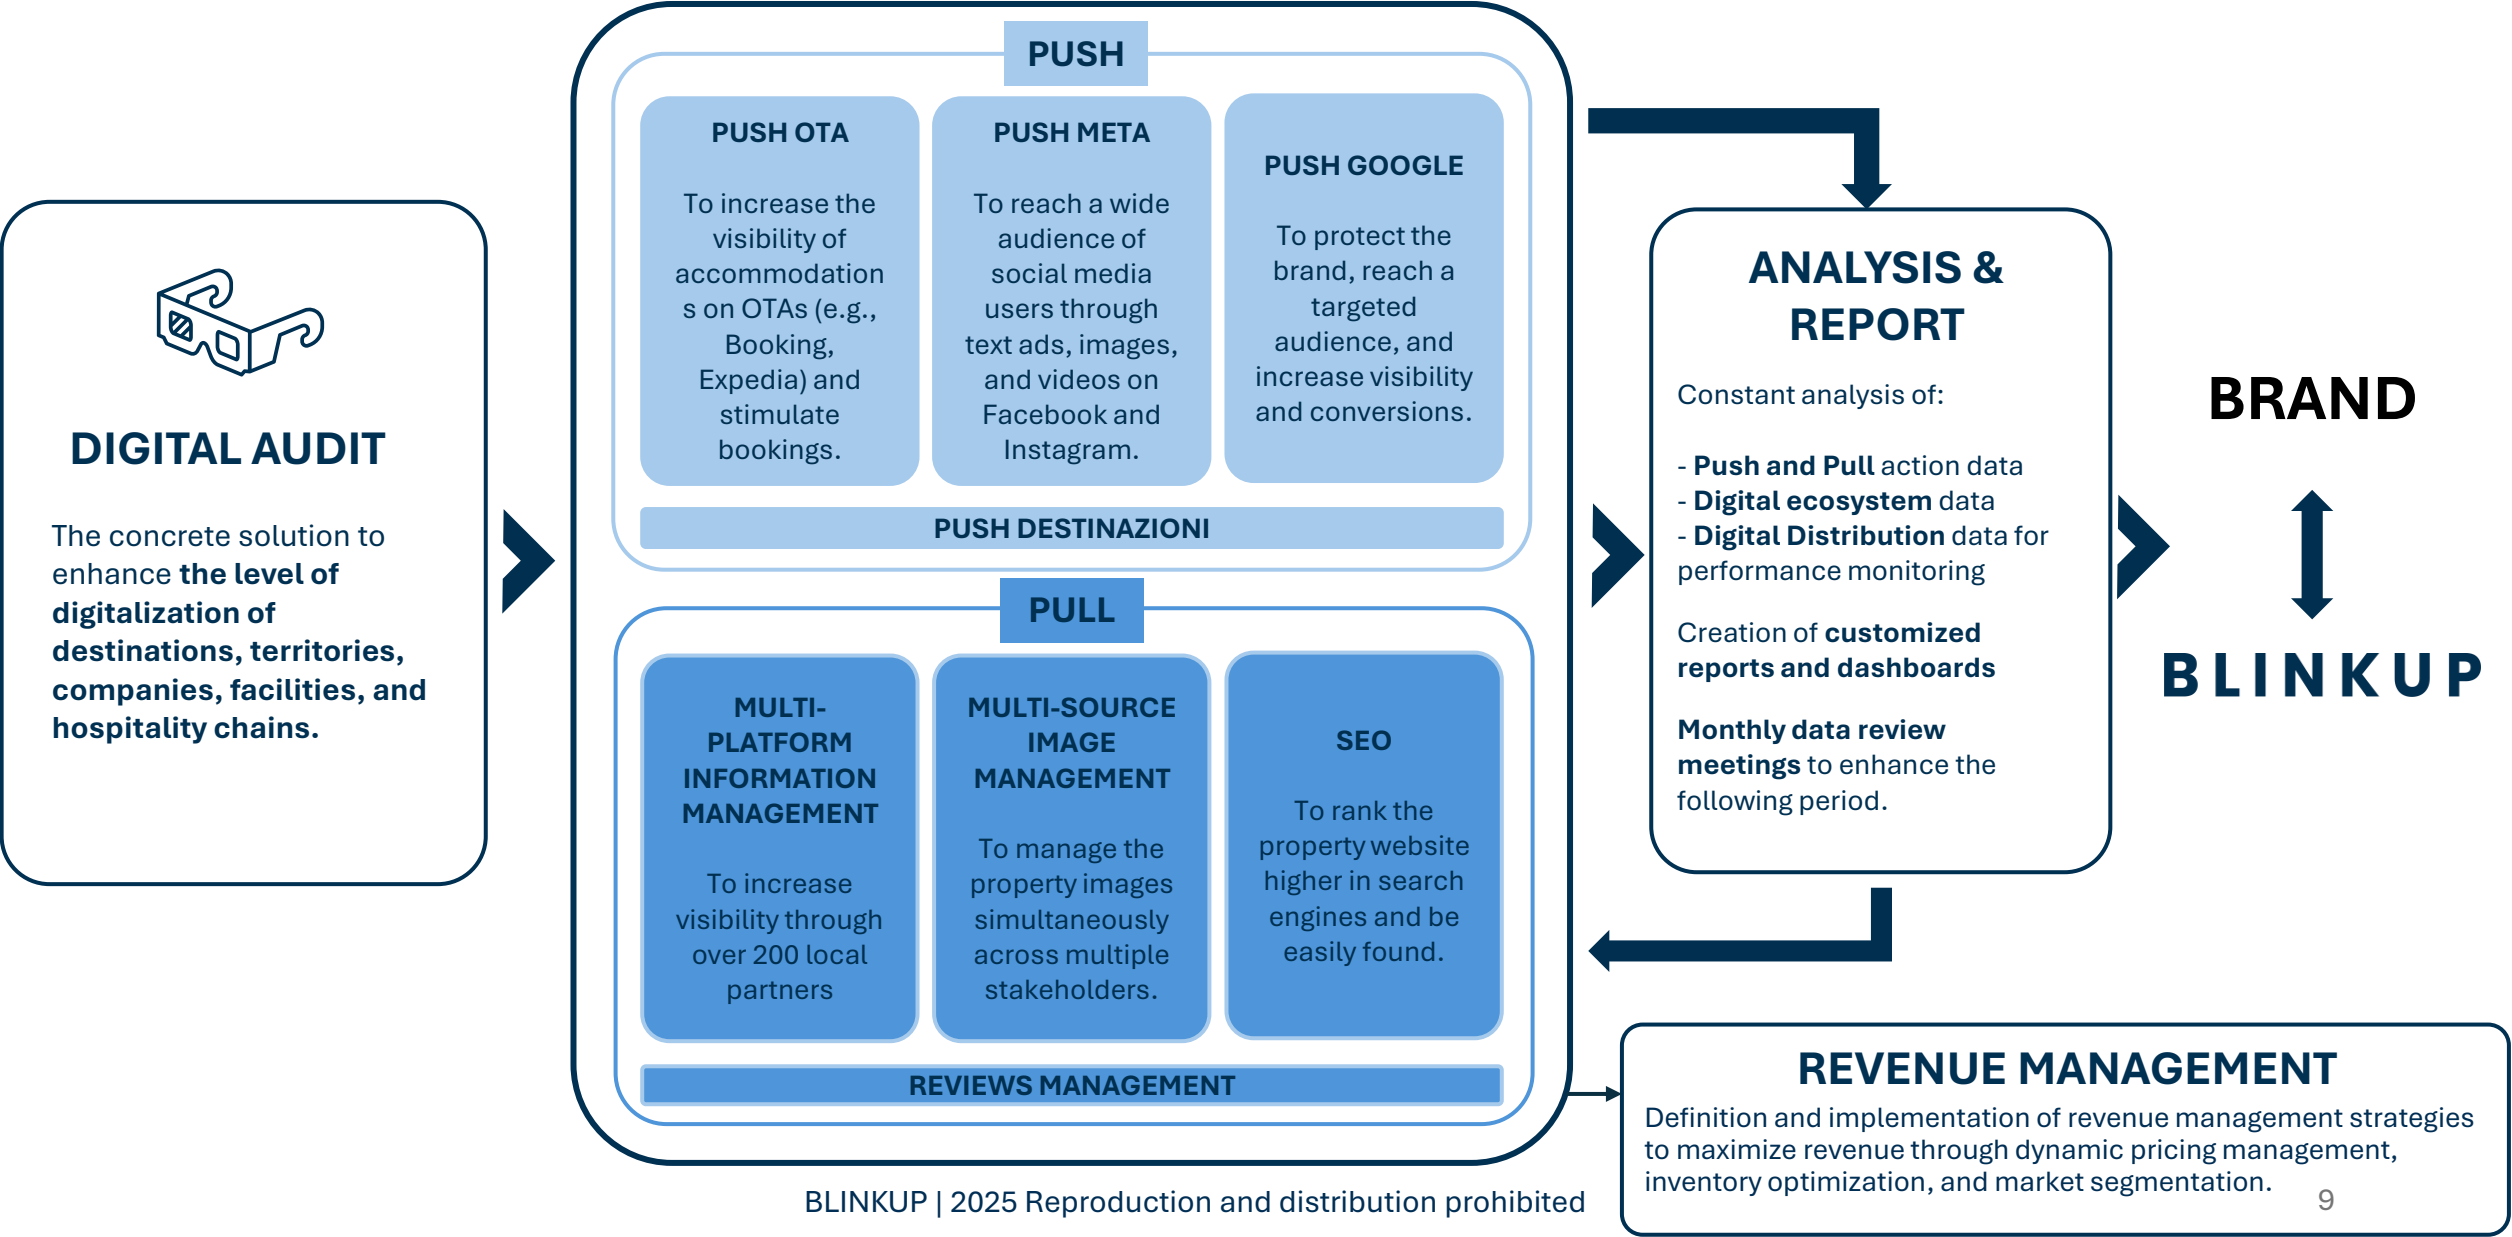 DIGITAL AUDIT
The concrete solution to
enhance the level of
digitalization of
destinations, territories,
companies, facilities, and
hospitality chains.
PUSH
PUSH OTA
To increase the
visibility of
accommodation
s on OTAs (e.g.,
Booking,
Expedia) and
stimulate
bookings.
PUSH META
To reach a wide
audience of
social media
users through
text ads, images,
and videos on
Facebook and
Instagram.
PUSH GOOGLE
To protect the
brand, reach a
targeted
audience, and
increase visibility
and conversions.
PUSH DESTINAZIONI
PULL
MULTI-
PLATFORM
INFORMATION
MANAGEMENT
To increase
visibility through
over 200 local
partners
MULTI-SOURCE
IMAGE
MANAGEMENT
To manage the
property images
simultaneously
across multiple
stakeholders.
SEO
To rank the
property website
higher in search
engines and be
easily found.
REVIEWS MANAGEMENT
ANALYSIS &
REPORT
Constant analysis of:
- Push and Pull action data
- Digital ecosystem data
- Digital Distribution data for
performance monitoring
Creation of customized
reports and dashboards
Monthly data review
meetings to enhance the
following period.
BRAND
BLINKUP
REVENUE MANAGEMENT
Definition and implementation of revenue management strategies
to maximize revenue through dynamic pricing management,
inventory optimization, and market segmentation.
BLINKUP | 2025 Reproduction and distribution prohibited
9